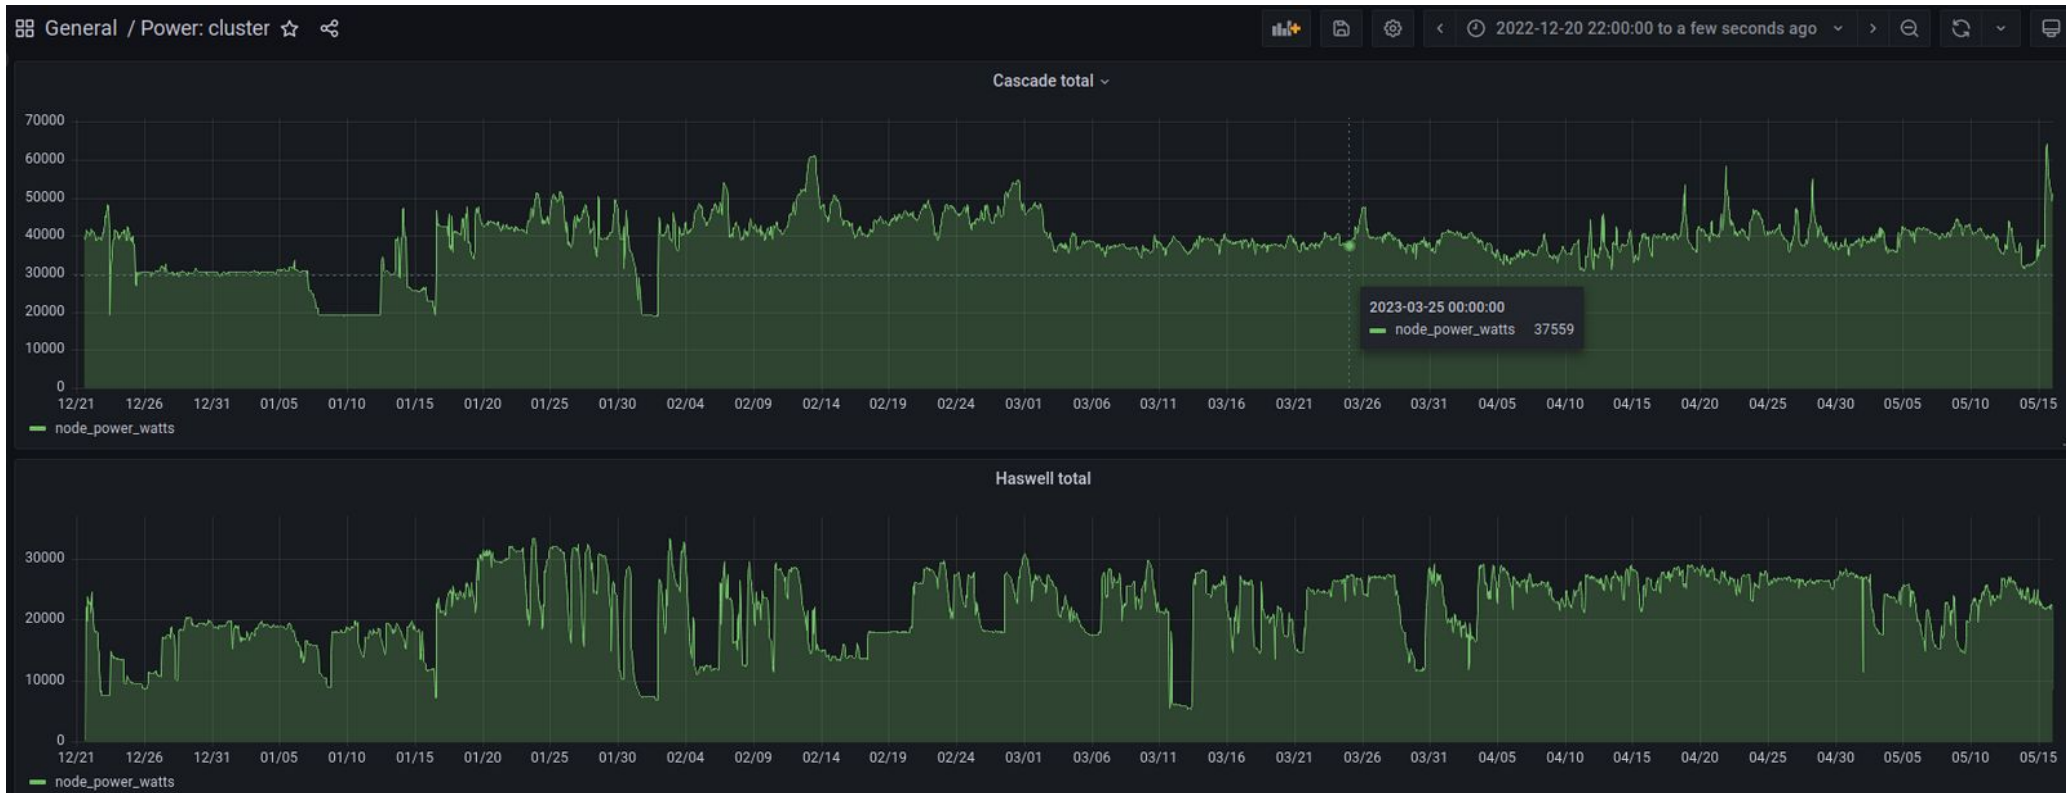 General / Power: cluster
2022-12-20 22:00:00 to a few seconds ago
Cascade total
70000
60000
50000
40000
30000
20000
10000
0
12/21 12/26 12/31 01/05 01/10 01/15 01/20 01/25 01/30 02/04 02/09 02/14 02/19 02/24 03/01 03/06 03/11 03/16 03/21 03/26 03/31 04/05 04/10 04/15 04/20 04/25 04/30 05/05 05/10 05/15
2023-03-25 00:00:00
node_power_watts 37559
node_power_watts
Haswell total
30000
20000
10000
0
12/21 12/26 12/31 01/05 01/10 01/15 01/20 01/25 01/30 02/04 02/09 02/14 02/19 02/24 03/01 03/06 03/11 03/16 03/21 03/26 03/31 04/05 04/10 04/15 04/20 04/25 04/30 05/05 05/10 05/15
node_power_watts